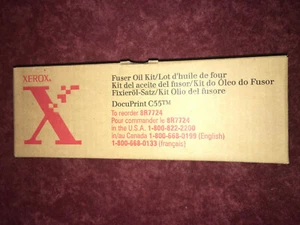 XEROX
Fuser Oil Kit/Lot d'huile de four
Kit del aceite del fusor/Kit do Óleo do Fusor
Fixieröl-Satz/Kit Olio del fusore
DocuPrint C55™
To reorder 8R7724
Pour commander le 8R7724
in the U.S.A. 1-800-822-2200
in/au Canada 1-800-668-0199 (English)
1-800-668-0133 (français)